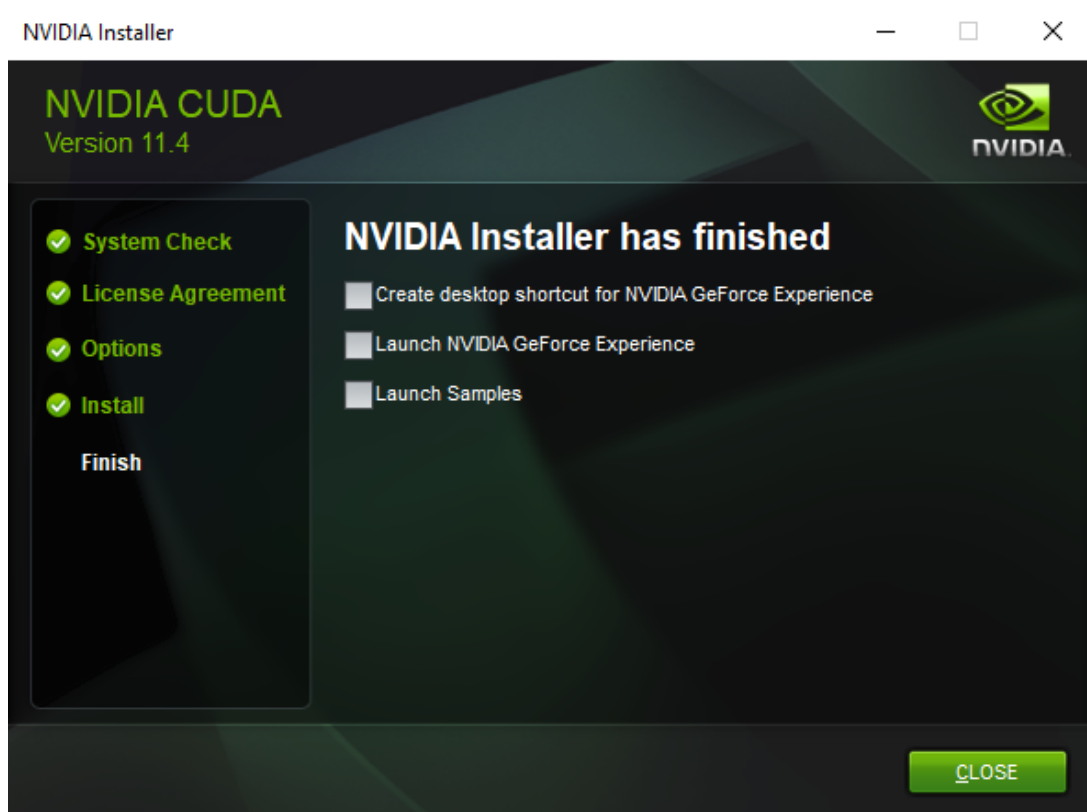 NVIDIA Installer
NVIDIA CUDA
Version 11.4
NVIDIA.
System Check
License Agreement
Options
Install
Finish
NVIDIA Installer has finished
Create desktop shortcut for NVIDIA GeForce Experience
Launch NVIDIA GeForce Experience
Launch Samples
CLOSE